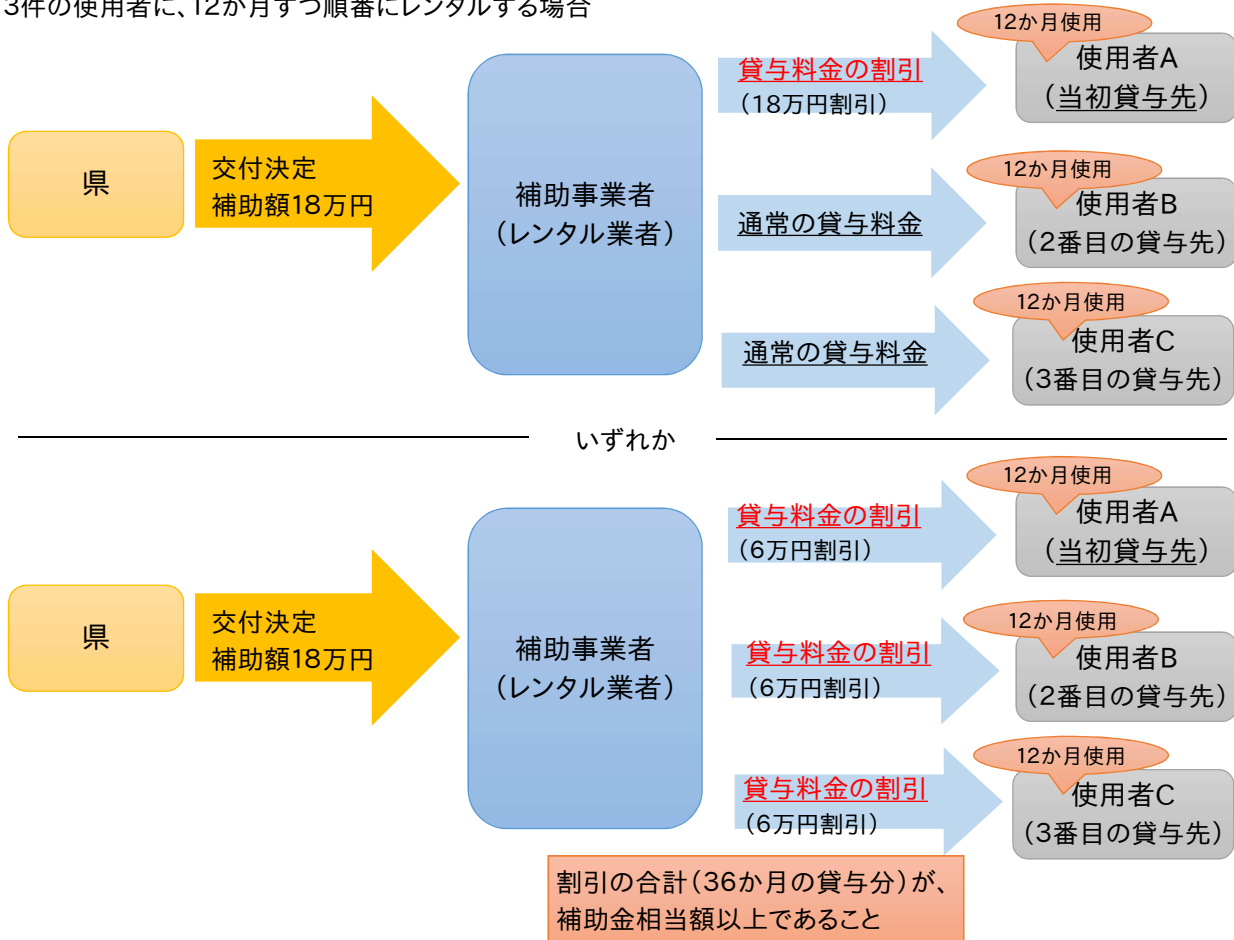 3件の使用者に、12か月ずつ順番にレンタルする場合
県
交付決定
補助額18万円
補助事業者
（レンタル業者）
貸与料金の割引
（18万円割引）
12か月使用
使用者A
（当初貸与先）
通常の貸与料金
12か月使用
使用者B
（2番目の貸与先）
通常の貸与料金
12か月使用
使用者C
（3番目の貸与先）
いずれか
県
交付決定
補助額18万円
補助事業者
（レンタル業者）
貸与料金の割引
（6万円割引）
12か月使用
使用者A
（当初貸与先）
貸与料金の割引
（6万円割引）
12か月使用
使用者B
（2番目の貸与先）
貸与料金の割引
（6万円割引）
12か月使用
使用者C
（3番目の貸与先）
割引の合計（36か月の貸与分）が、
補助金相当額以上であること